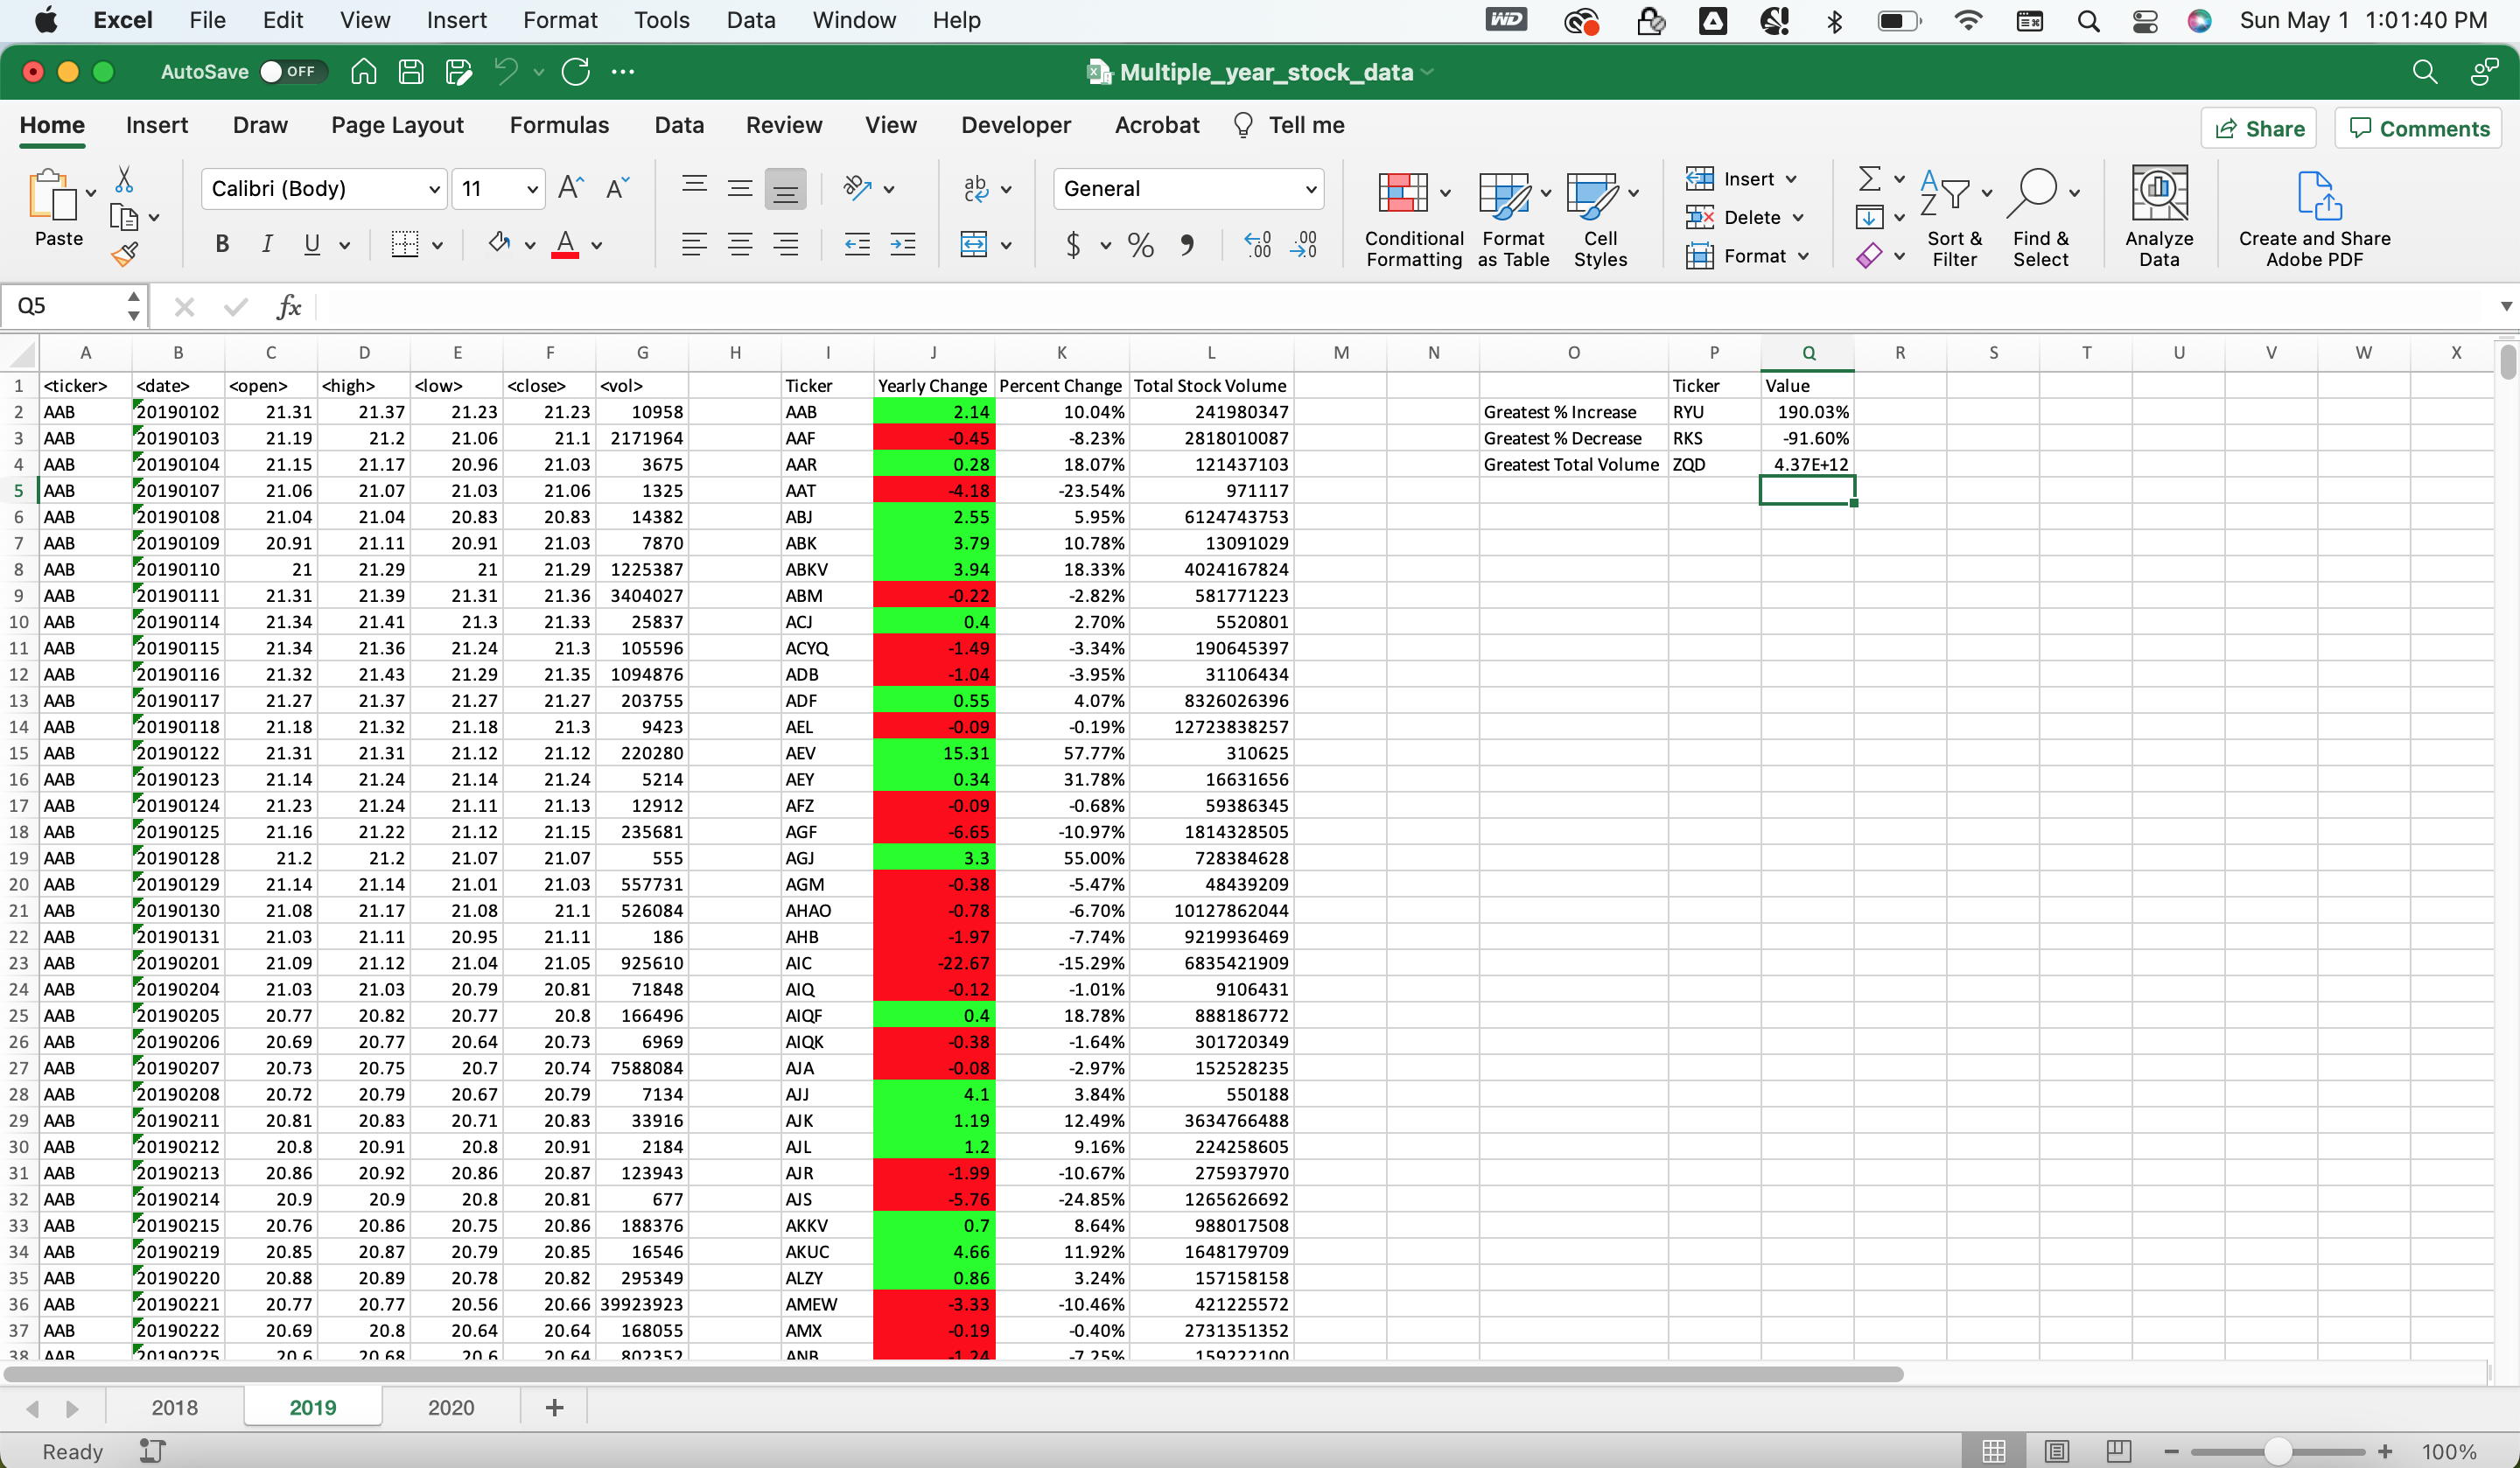 Excel File Edit View Insert Format Tools Data Window Help WD Sun May 1 1:01:40 PM
AutoSave OFF Multiple_year_stock_data
Home Insert Draw Page Layout Formulas Data Review View Developer Acrobat Tell me Share Comments
Paste Calibri (Body) 11 General Conditional Formatting Format as Table Cell Styles Insert Delete Format Sort & Filter Find & Select Analyze Data Create and Share Adobe PDF
Q5 fx
A B C D E F G H I J K L M N O P Q R S T U V W X
1 <ticker> <date> <open> <high> <low> <close> <vol> Ticker Yearly Change Percent Change Total Stock Volume Ticker Value
2 AAB 20190102 21.31 21.37 21.23 21.23 10958 AAB 2.14 10.04% 241980347 Greatest % Increase RYU 190.03%
3 AAB 20190103 21.19 21.2 21.06 21.1 2171964 AAF -0.45 -8.23% 2818010087 Greatest % Decrease RKS -91.60%
4 AAB 20190104 21.15 21.17 20.96 21.03 3675 AAR 0.28 18.07% 121437103 Greatest Total Volume ZQD 4.37E+12
5 AAB 20190107 21.06 21.07 21.03 21.06 1325 AAT -4.18 -23.54% 971117
6 AAB 20190108 21.04 21.04 20.83 20.83 14382 ABJ 2.55 5.95% 6124743753
7 AAB 20190109 20.91 21.11 20.91 21.03 7870 ABK 3.79 10.78% 13091029
8 AAB 20190110 21 21.29 21 21.29 1225387 ABKV 3.94 18.33% 4024167824
9 AAB 20190111 21.31 21.39 21.31 21.36 3404027 ABM -0.22 -2.82% 581771223
10 AAB 20190114 21.34 21.41 21.3 21.33 25837 ACJ 0.4 2.70% 5520801
11 AAB 20190115 21.34 21.36 21.24 21.3 105596 ACYQ -1.49 -3.34% 190645397
12 AAB 20190116 21.32 21.43 21.29 21.35 1094876 ADB -1.04 -3.95% 31106434
13 AAB 20190117 21.27 21.37 21.27 21.27 203755 ADF 0.55 4.07% 8326026396
14 AAB 20190118 21.18 21.32 21.18 21.3 9423 AEL -0.09 -0.19% 12723838257
15 AAB 20190122 21.31 21.31 21.12 21.12 220280 AEV 15.31 57.77% 310625
16 AAB 20190123 21.14 21.24 21.14 21.24 5214 AEY 0.34 31.78% 16631656
17 AAB 20190124 21.23 21.24 21.11 21.13 12912 AFZ -0.09 -0.68% 59386345
18 AAB 20190125 21.16 21.22 21.12 21.15 235681 AGF -6.65 -10.97% 1814328505
19 AAB 20190128 21.2 21.2 21.07 21.07 555 AGJ 3.3 55.00% 728384628
20 AAB 20190129 21.14 21.14 21.01 21.03 557731 AGM -0.38 -5.47% 48439209
21 AAB 20190130 21.08 21.17 21.08 21.1 526084 AHAO -0.78 -6.70% 10127862044
22 AAB 20190131 21.03 21.11 20.95 21.11 186 AHB -1.97 -7.74% 9219936469
23 AAB 20190201 21.09 21.12 21.04 21.05 925610 AIC -22.67 -15.29% 6835421909
24 AAB 20190204 21.03 21.03 20.79 20.81 71848 AIQ -0.12 -1.01% 9106431
25 AAB 20190205 20.77 20.82 20.77 20.8 166496 AIQF 0.4 18.78% 888186772
26 AAB 20190206 20.69 20.77 20.64 20.73 6969 AIQK -0.38 -1.64% 301720349
27 AAB 20190207 20.73 20.75 20.7 20.74 7588084 AJA -0.08 -2.97% 152528235
28 AAB 20190208 20.72 20.79 20.67 20.79 7134 AJJ 4.1 3.84% 550188
29 AAB 20190211 20.81 20.83 20.71 20.83 33916 AJK 1.19 12.49% 3634766488
30 AAB 20190212 20.8 20.91 20.8 20.91 2184 AJL 1.2 9.16% 224258605
31 AAB 20190213 20.86 20.92 20.86 20.87 123943 AJR -1.99 -10.67% 275937970
32 AAB 20190214 20.9 20.9 20.8 20.81 677 AJS -5.76 -24.85% 1265626692
33 AAB 20190215 20.76 20.86 20.75 20.86 188376 AKKV 0.7 8.64% 988017508
34 AAB 20190219 20.85 20.87 20.79 20.85 16546 AKUC 4.66 11.92% 1648179709
35 AAB 20190220 20.88 20.89 20.78 20.82 295349 ALZY 0.86 3.24% 157158158
36 AAB 20190221 20.77 20.77 20.56 20.66 39923923 AMEW -3.33 -10.46% 421225572
37 AAB 20190222 20.69 20.8 20.64 20.64 168055 AMX -0.19 -0.40% 2731351352
38 AAB 20190225 20.6 20.68 20.6 20.64 802352 ANB -1.24 -7.25% 159222100
2018 2019 2020 +
Ready 100%